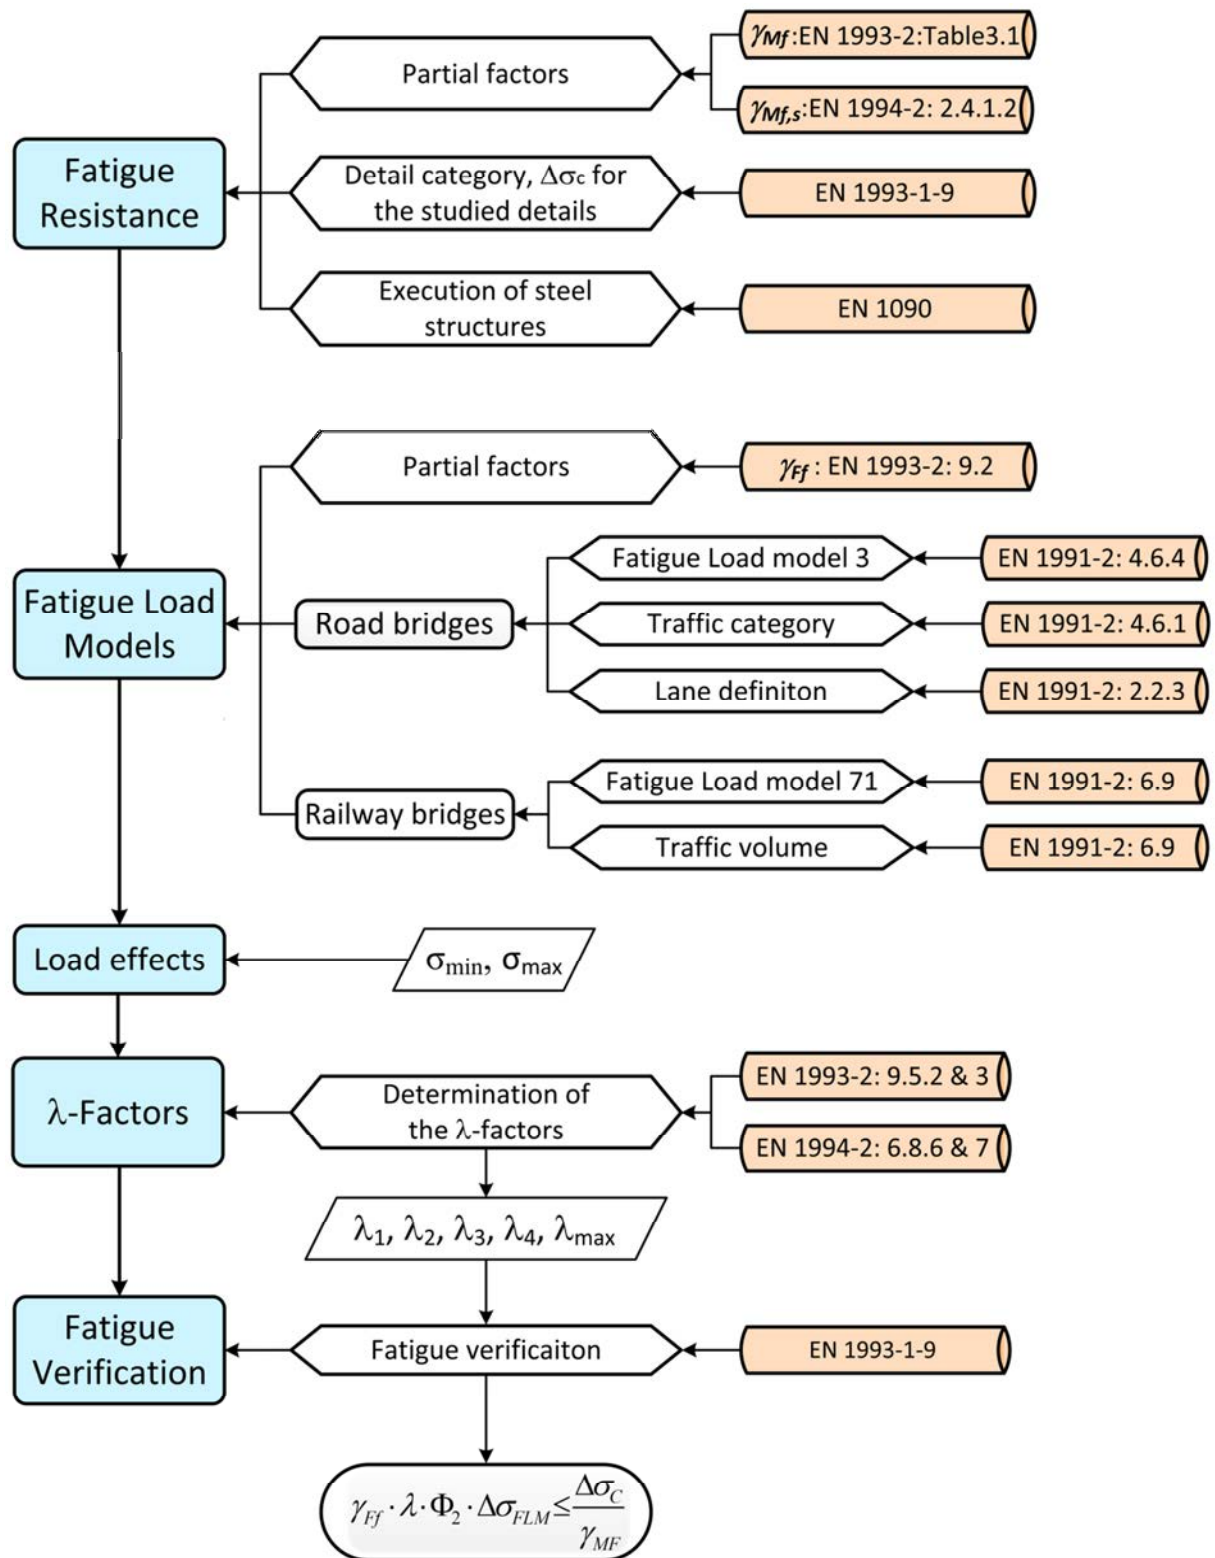 γMf:EN 1993-2:Table3.1
Partial factors
γMf,s:EN 1994-2: 2.4.1.2
Fatigue
Resistance
Detail category, Δσc for
the studied details
EN 1993-1-9
Execution of steel
structures
EN 1090
Partial factors
γFf : EN 1993-2: 9.2
Fatigue Load
Models
Road bridges
Fatigue Load model 3
EN 1991-2: 4.6.4
Traffic category
EN 1991-2: 4.6.1
Lane definiton
EN 1991-2: 2.2.3
Railway bridges
Fatigue Load model 71
EN 1991-2: 6.9
Traffic volume
EN 1991-2: 6.9
Load effects
σmin, σmax
λ-Factors
Determination of
the λ-factors
EN 1993-2: 9.5.2 & 3
EN 1994-2: 6.8.6 & 7
λ1, λ2, λ3, λ4, λmax
Fatigue
Verification
Fatigue verificaiton
EN 1993-1-9
γFf · λ · Φ2 · ΔσFLM ≤ ΔσC / γMF